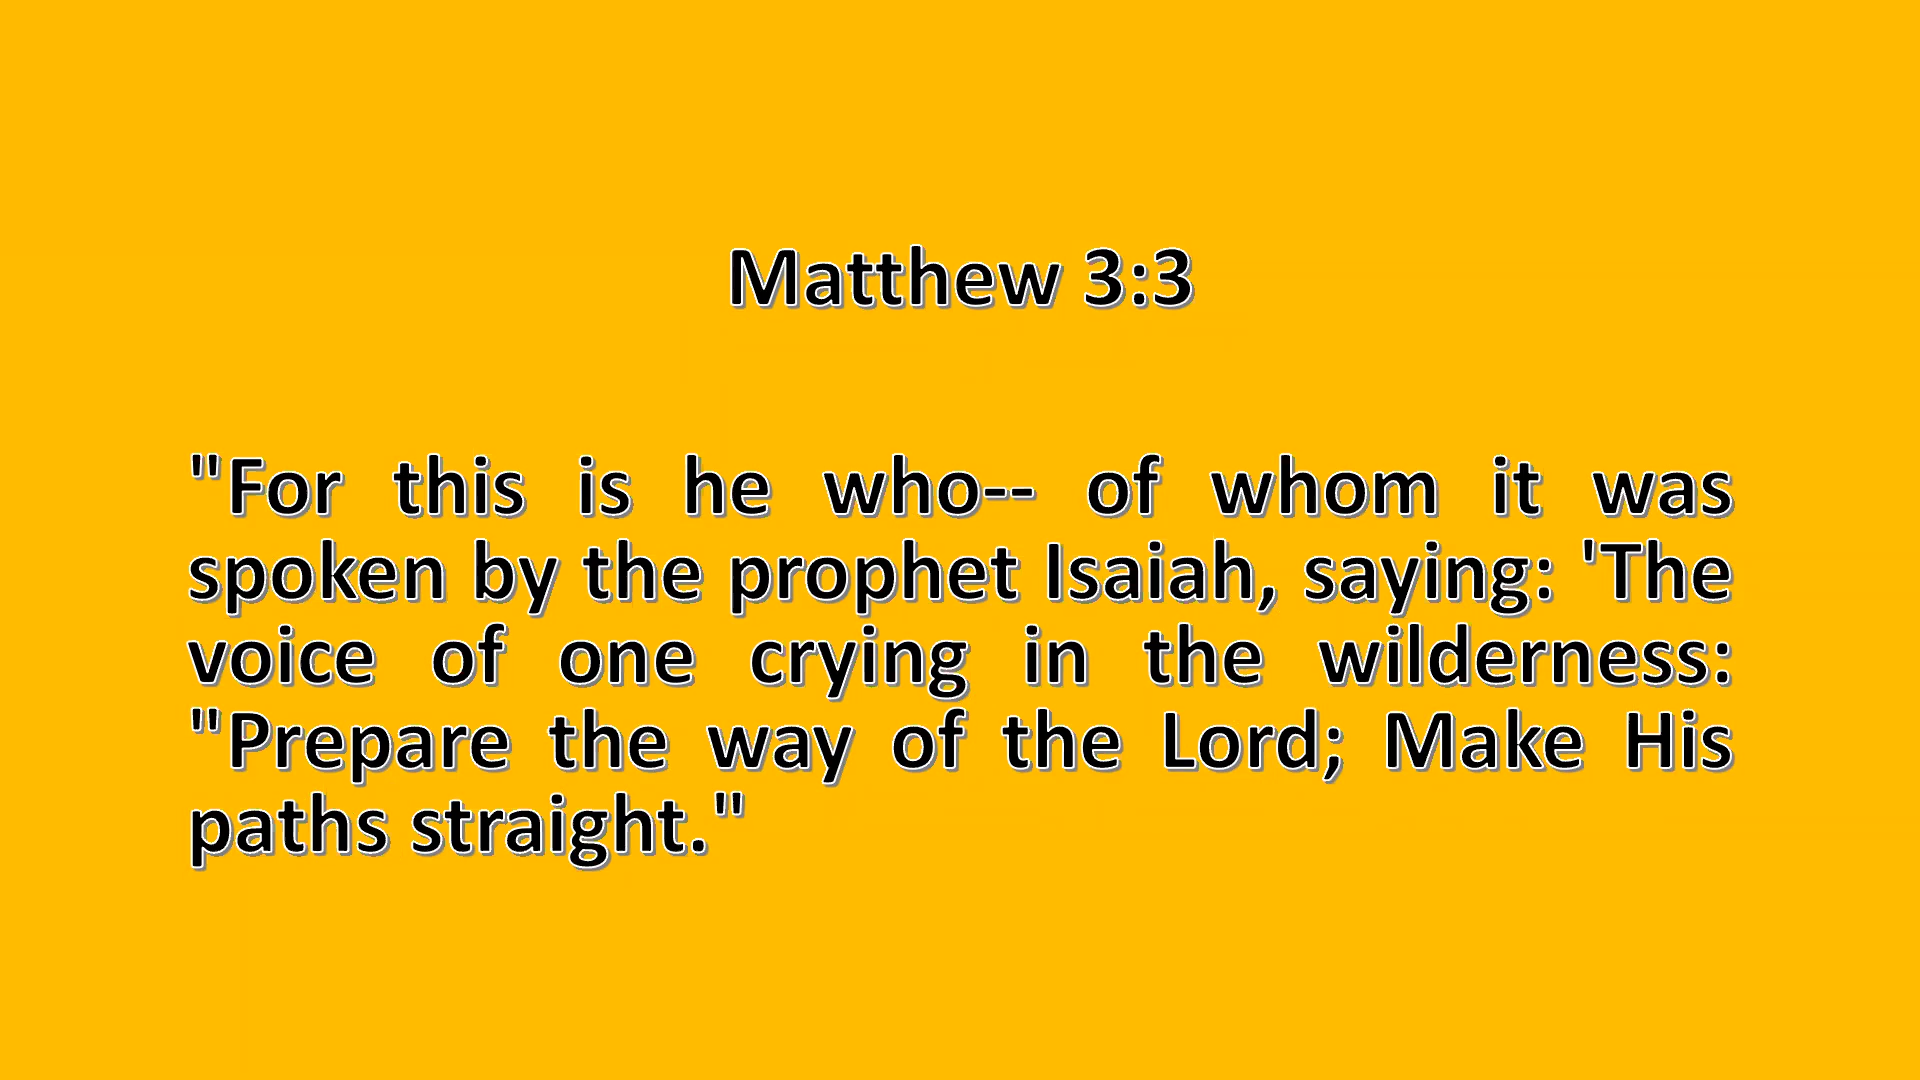 Matthew 3:3
"For this is he who-- of whom it was
spoken by the prophet Isaiah, saying: 'The
voice of one crying in the wilderness:
"Prepare the way of the Lord; Make His
paths straight."